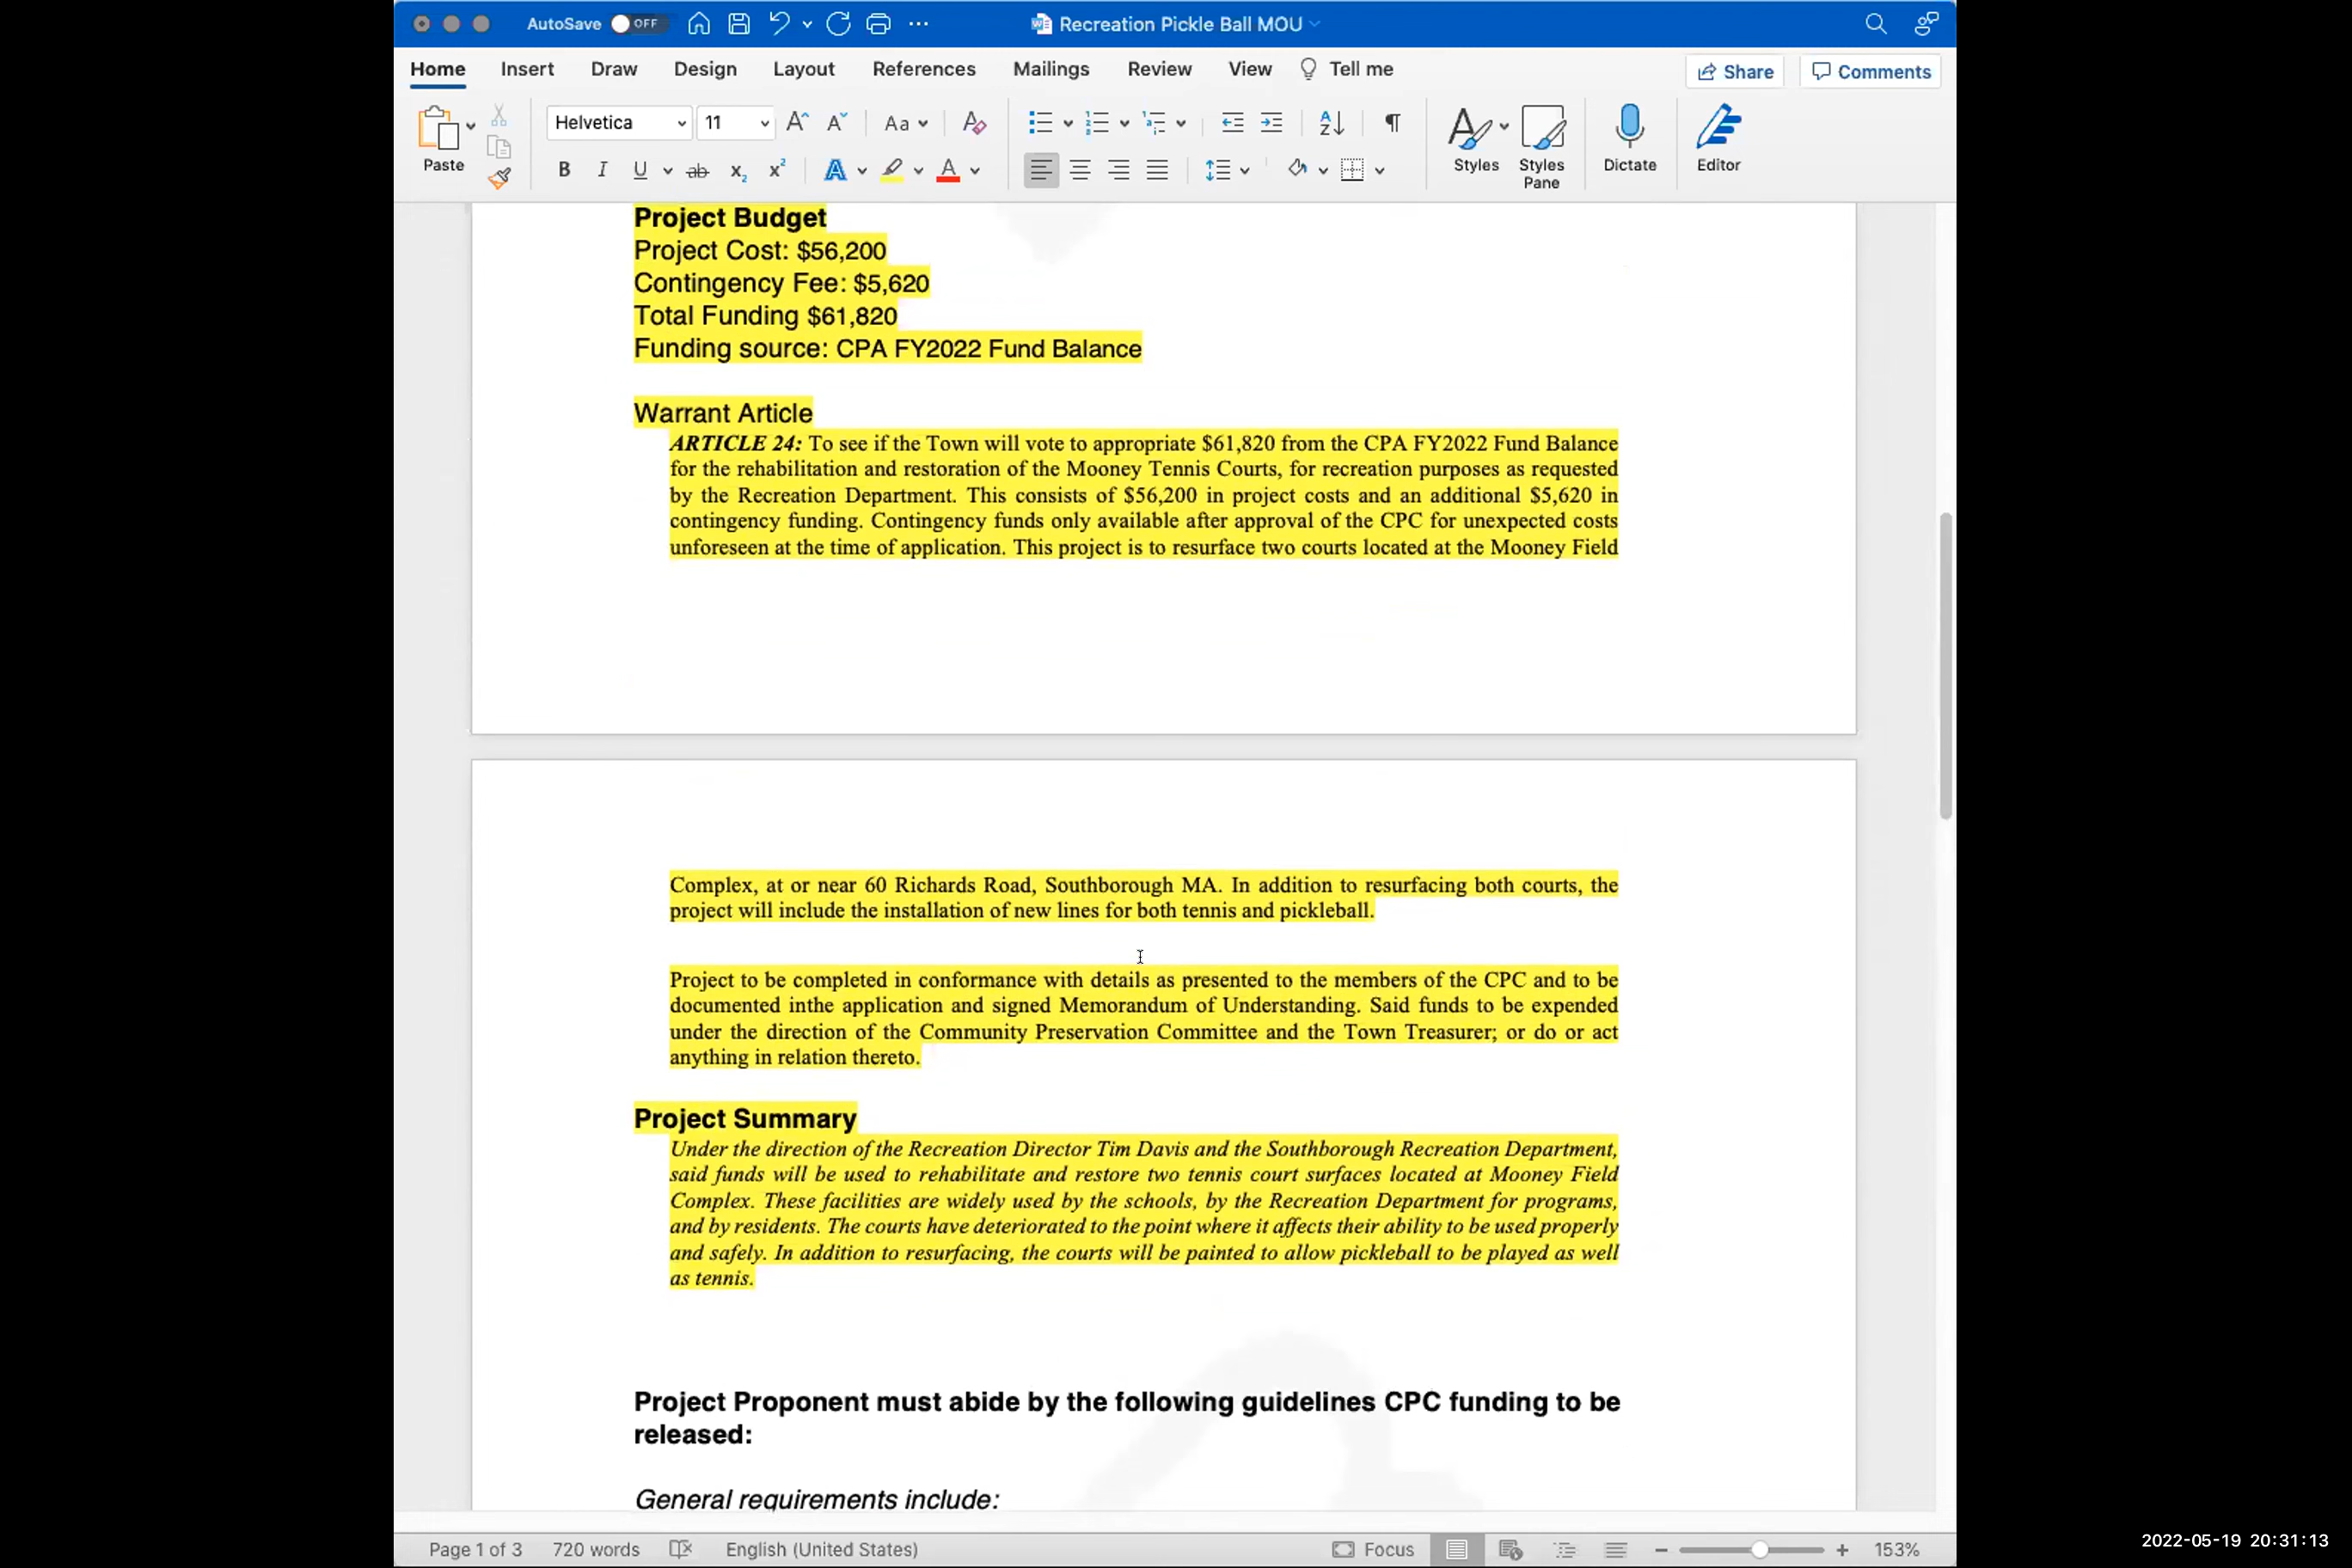 AutoSave OFF Recreation Pickle Ball MOU
Home Insert Draw Design Layout References Mailings Review View Tell me Share Comments
Helvetica 11 Aa
Paste Styles Styles Pane Dictate Editor
Project Budget
Project Cost: $56,200
Contingency Fee: $5,620
Total Funding $61,820
Funding source: CPA FY2022 Fund Balance
Warrant Article
ARTICLE 24: To see if the Town will vote to appropriate $61,820 from the CPA FY2022 Fund Balance
for the rehabilitation and restoration of the Mooney Tennis Courts, for recreation purposes as requested
by the Recreation Department. This consists of $56,200 in project costs and an additional $5,620 in
contingency funding. Contingency funds only available after approval of the CPC for unexpected costs
unforeseen at the time of application. This project is to resurface two courts located at the Mooney Field
Complex, at or near 60 Richards Road, Southborough MA. In addition to resurfacing both courts, the
project will include the installation of new lines for both tennis and pickleball.
Project to be completed in conformance with details as presented to the members of the CPC and to be
documented inthe application and signed Memorandum of Understanding. Said funds to be expended
under the direction of the Community Preservation Committee and the Town Treasurer; or do or act
anything in relation thereto.
Project Summary
Under the direction of the Recreation Director Tim Davis and the Southborough Recreation Department,
said funds will be used to rehabilitate and restore two tennis court surfaces located at Mooney Field
Complex. These facilities are widely used by the schools, by the Recreation Department for programs,
and by residents. The courts have deteriorated to the point where it affects their ability to be used properly
and safely. In addition to resurfacing, the courts will be painted to allow pickleball to be played as well
as tennis.
Project Proponent must abide by the following guidelines CPC funding to be
released:
General requirements include:
Page 1 of 3 720 words English (United States) Focus 153%
2022-05-19 20:31:13